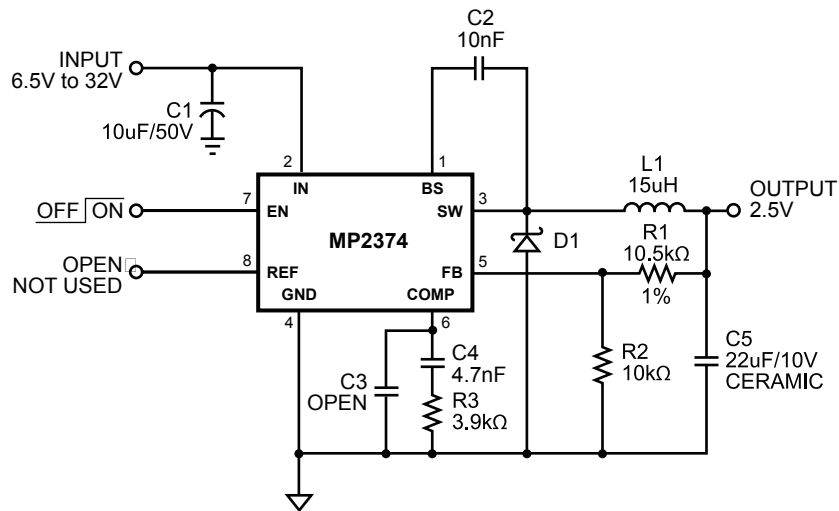 C2
10nF
INPUT
6.5V to 32V
C1
10uF/50V
2
1
IN
BS
L1
15uH
OUTPUT
2.5V
7
3
OFF ON
EN
SW
MP2374
D1
R1
10.5kΩ
1%
OPEN
NOT USED
8
5
REF
FB
GND
COMP
4
6
C4
4.7nF
C3
OPEN
R3
3.9kΩ
R2
10kΩ
C5
22uF/10V
CERAMIC